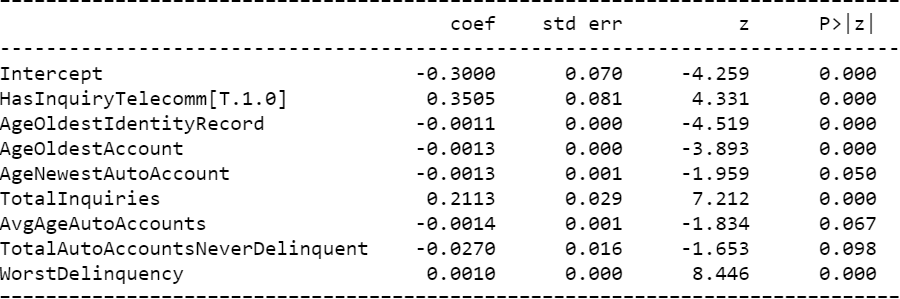 coef std err z P>|z|
Intercept -0.3000 0.070 -4.259 0.000
HasInquiryTelecomm[T.1.0] 0.3505 0.081 4.331 0.000
AgeOldestIdentityRecord -0.0011 0.000 -4.519 0.000
AgeOldestAccount -0.0013 0.000 -3.893 0.000
AgeNewestAutoAccount -0.0013 0.001 -1.959 0.050
TotalInquiries 0.2113 0.029 7.212 0.000
AvgAgeAutoAccounts -0.0014 0.001 -1.834 0.067
TotalAutoAccountsNeverDelinquent -0.0270 0.016 -1.653 0.098
WorstDelinquency 0.0010 0.000 8.446 0.000